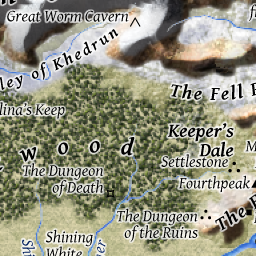 Great Worm Cavern
ley of Khedrun
The Fell P
lina's Keep
Keeper's
Dale
wood
Settlestone
The Dungeon
of Death
Fourthpeak
The Dungeon
of the Ruins
The F
Shining
White